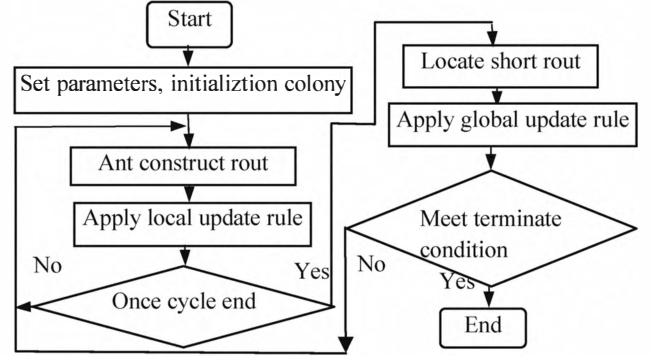 Start
Set parameters, initializtion colony
Ant construct rout
Apply local update rule
No
Once cycle end
Yes
Locate short rout
Apply global update rule
Meet terminate
condition
No
Yes
End